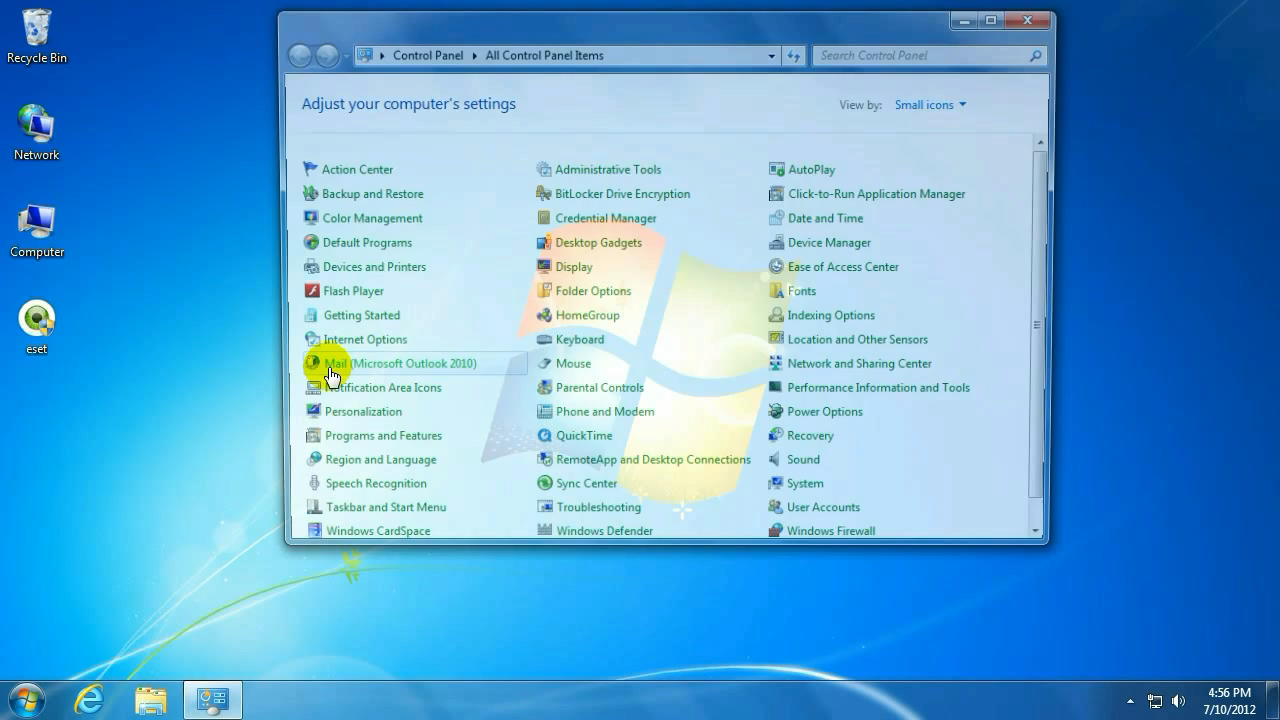 Recycle Bin
Network
Computer
eset
Control Panel
All Control Panel Items
Search Control Panel
Adjust your computer's settings
View by: Small icons
Action Center
Administrative Tools
AutoPlay
Backup and Restore
BitLocker Drive Encryption
Click-to-Run Application Manager
Color Management
Credential Manager
Date and Time
Default Programs
Desktop Gadgets
Device Manager
Devices and Printers
Display
Ease of Access Center
Flash Player
Folder Options
Fonts
Getting Started
HomeGroup
Indexing Options
Internet Options
Keyboard
Location and Other Sensors
Mail (Microsoft Outlook 2010)
Mouse
Network and Sharing Center
Notification Area Icons
Parental Controls
Performance Information and Tools
Personalization
Phone and Modem
Power Options
Programs and Features
QuickTime
Recovery
Region and Language
RemoteApp and Desktop Connections
Sound
Speech Recognition
Sync Center
System
Taskbar and Start Menu
Troubleshooting
User Accounts
Windows CardSpace
Windows Defender
Windows Firewall
4:56 PM
7/10/2012